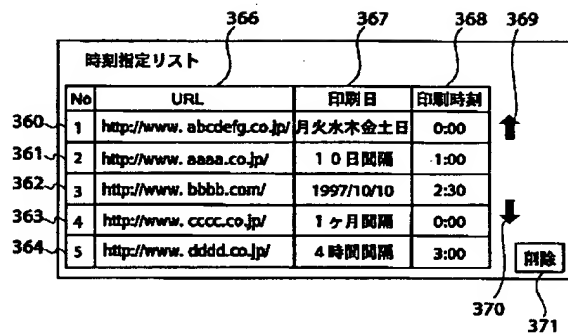 366 367 368 369
時刻指定リスト
No URL 印刷日 印刷時刻
360 1 http://www. abcdefg.co.jp/ 月火水木金土日 0:00
361 2 http://www. aaaa.co.jp/ 10日間隔 1:00
362 3 http://www. bbbb.com/ 1997/10/10 2:30
363 4 http://www. cccc.co.jp/ 1ヶ月間隔 0:00
364 5 http://www. dddd.co.jp/ 4時間間隔 3:00
削除
370 371